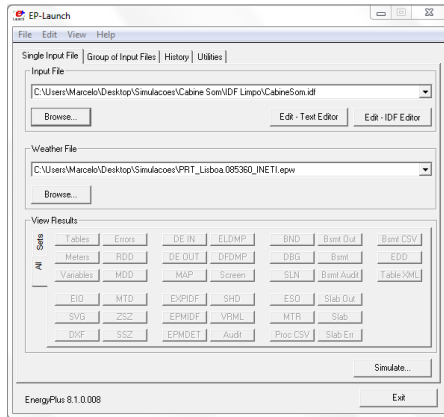 EP-Launch
File Edit View Help
Single Input File Group of Input Files History Utilities
Input File
C:\Users\Marcelo\Desktop\Simulacoes\Cabine Som\IDF Limpo\CabineSom.idf
Browse... Edit - Text Editor Edit - IDF Editor
Weather File
C:\Users\Marcelo\Desktop\Simulacoes\PRT_Lisboa.085360_INETI.epw
Browse...
View Results
Sets
All
Tables Errors DE IN ELDMP BND Bsmt Out Bsmt CSV
Meters RDD DE OUT DFDMP DBG Bsmt EDD
Variables MDD MAP Screen SLN Bsmt Audit Table XML
EIO MTD EXPIDF SHD ESO Slab Out
SVG ZSZ EPMIDF VRML MTR Slab
DXF SSZ EPMDET Audit Proc CSV Slab Err
Simulate...
EnergyPlus 8.1.0.008 Exit